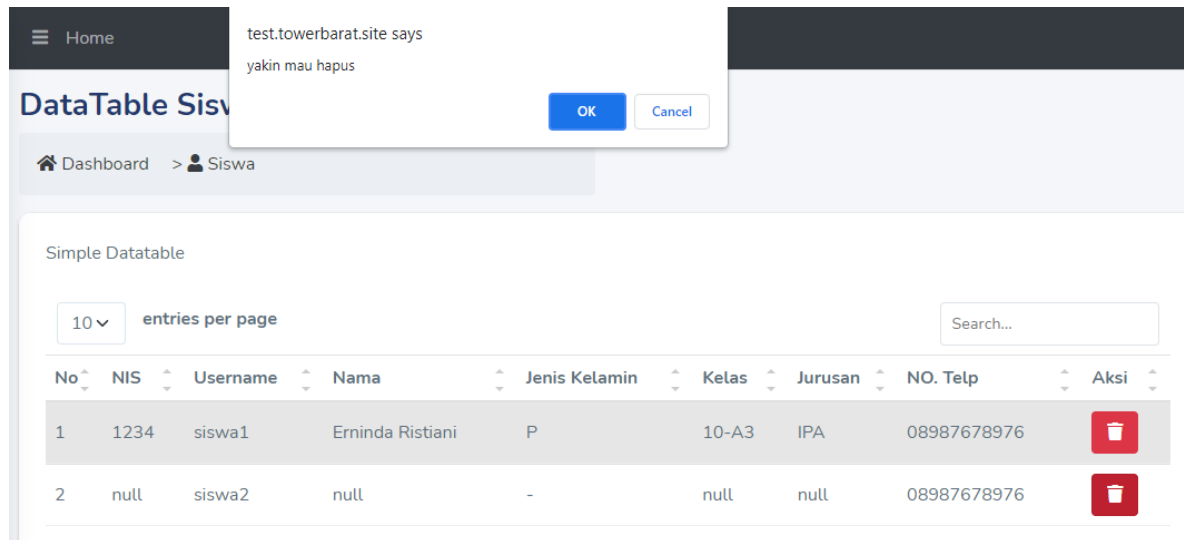 Home
test.towerbarat.site says
yakin mau hapus
OK Cancel
DataTable
Dashboard > Siswa
Simple Datatable
10 entries per page Search...
No NIS Username Nama Jenis Kelamin Kelas Jurusan NO. Telp Aksi
1 1234 siswa1 Erninda Ristiani P 10-A3 IPA 08987678976
2 null siswa2 null - null null 08987678976